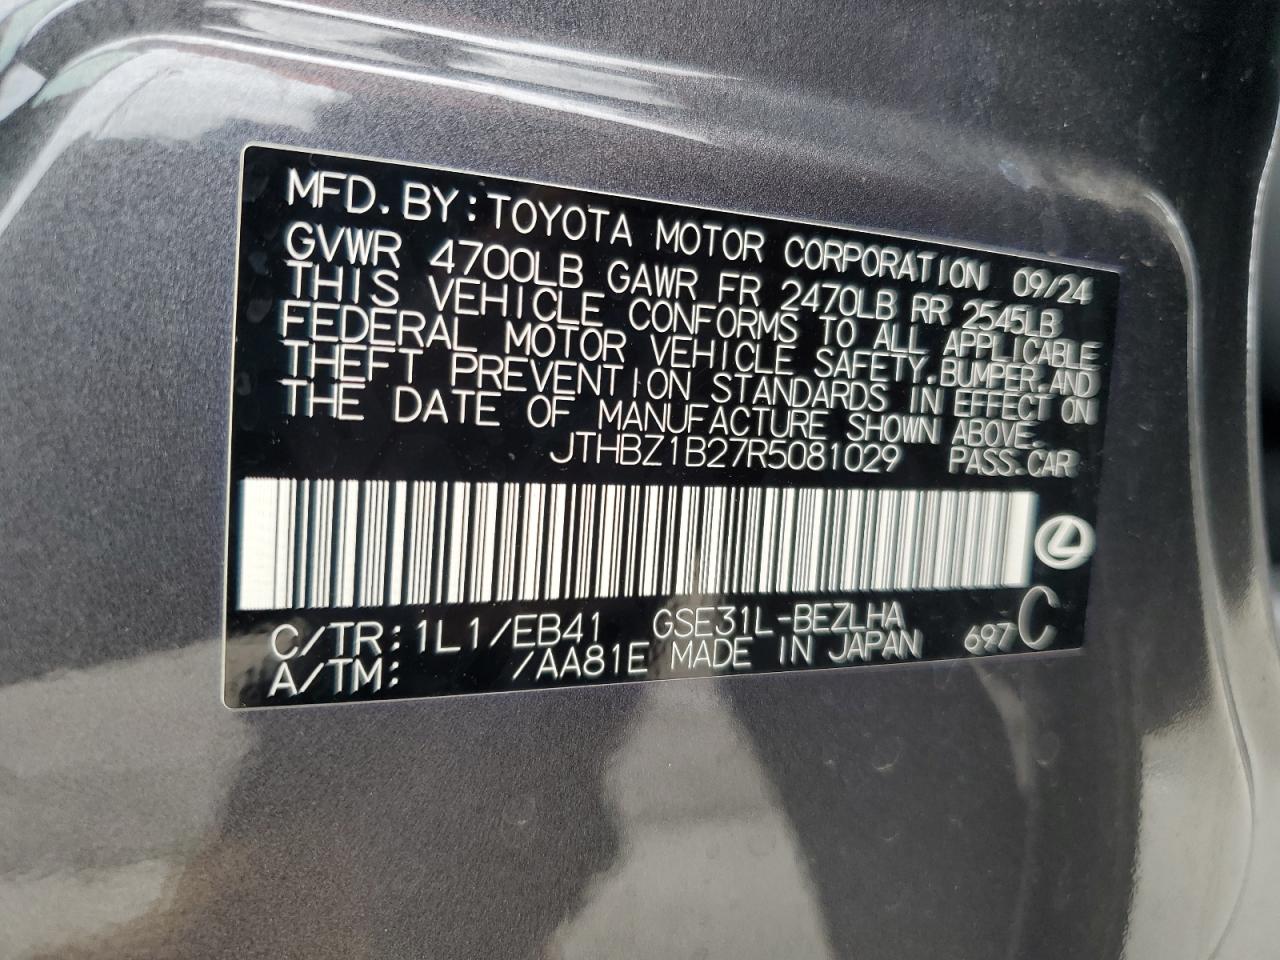 MFD. BY: TOYOTA MOTOR CORPORATION 09/24
GVWR 4700LB GAWR FR 2470LB RR 2545LB
THIS VEHICLE CONFORMS TO ALL APPLICABLE
FEDERAL MOTOR VEHICLE SAFETY, BUMPER, AND
THEFT PREVENTION STANDARDS IN EFFECT ON
THE DATE OF MANUFACTURE SHOWN ABOVE.
JTHBZ1B27R5081029 PASS.CAR
C/TR: 1L1/EB41 GSE31L-BEZLHA
A/TM: /AA81E MADE IN JAPAN 697 C